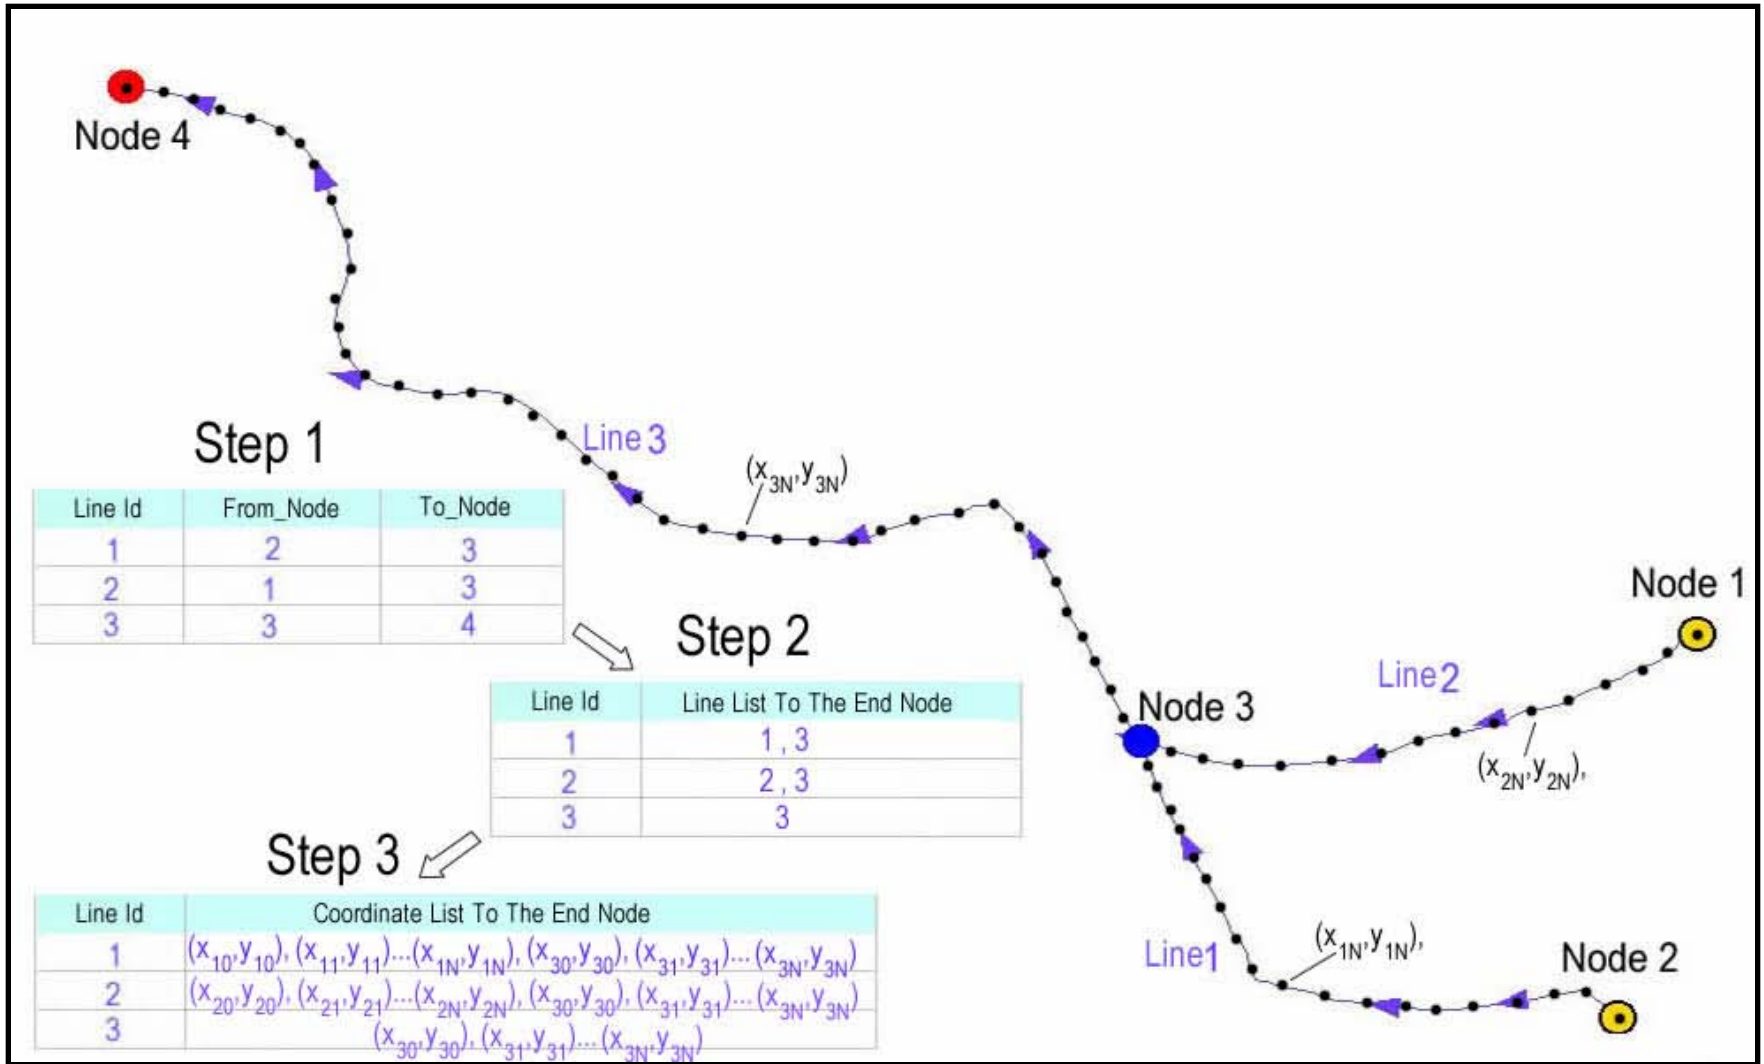 Node 4
Step 1
Line Id From_Node To_Node
1 2 3
2 1 3
3 3 4
Line 3
(x3N,y3N)
Node 1
Step 2
Line Id Line List To The End Node
1 1 , 3
2 2 , 3
3 3
Line2
Node 3
(x2N,y2N),
Step 3
Line Id Coordinate List To The End Node
1 (x10,y10), (x11,y11)...(x1N,y1N), (x30,y30), (x31,y31)...(x3N,y3N)
2 (x20,y20), (x21,y21)...(x2N,y2N), (x30,y30), (x31,y31)...(x3N,y3N)
3 (x30,y30), (x31,y31)...(x3N,y3N)
Line1
(x1N,y1N),
Node 2